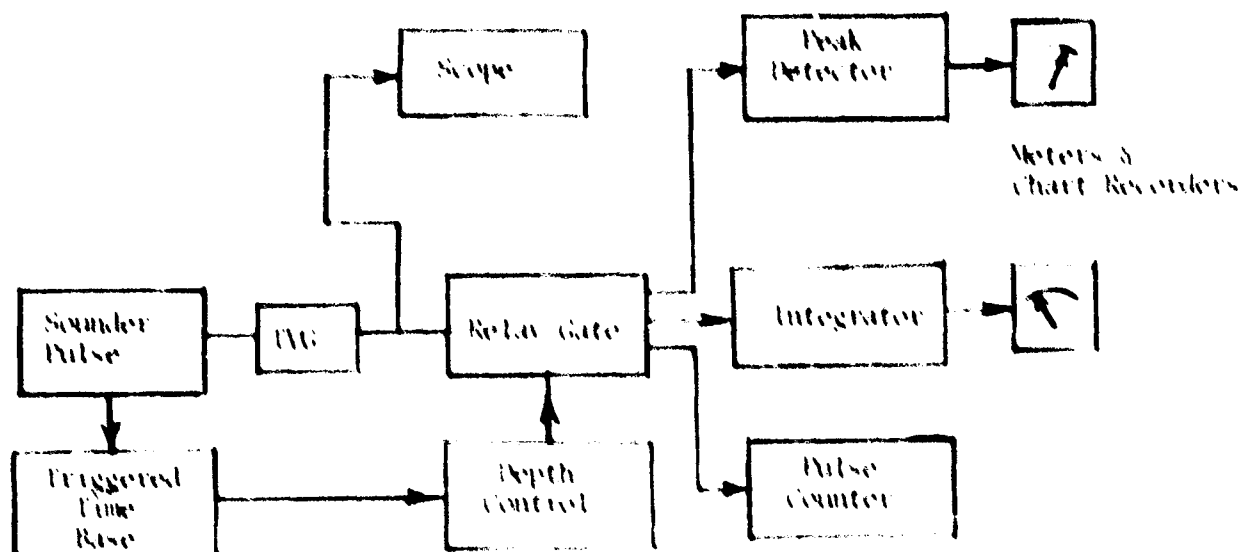 Scope
Peak
Detector
Meters &
Chart Recorders
Sounder
Pulse
TVG
Relay Gate
Integrator
Triggered
Time
Base
Depth
Control
Pulse
Counter